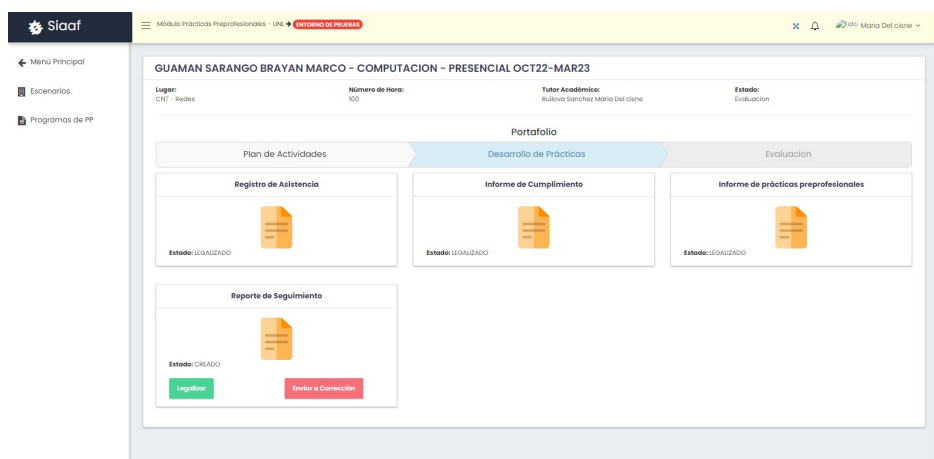 Siaaf
Módulo Prácticas Preprofesionales - UNL → ENTORNO DE PRUEBAS
Foto Maria Del cisne
Menú Principal
Escenarios
Programas de PP
GUAMAN SARANGO BRAYAN MARCO - COMPUTACION - PRESENCIAL OCT22-MAR23
Lugar: Número de Hora: Tutor Académico: Estado:
CNT - Redes 100 Ruilova Sanchez Maria Del cisne Evaluacion
Portafolio
Plan de Actividades Desarrollo de Prácticas Evaluacion
Registro de Asistencia Informe de Cumplimiento Informe de prácticas preprofesionales
Estado: LEGALIZADO Estado: LEGALIZADO Estado: LEGALIZADO
Reporte de Seguimiento
Estado: CREADO
Legalizar Enviar a Corrección